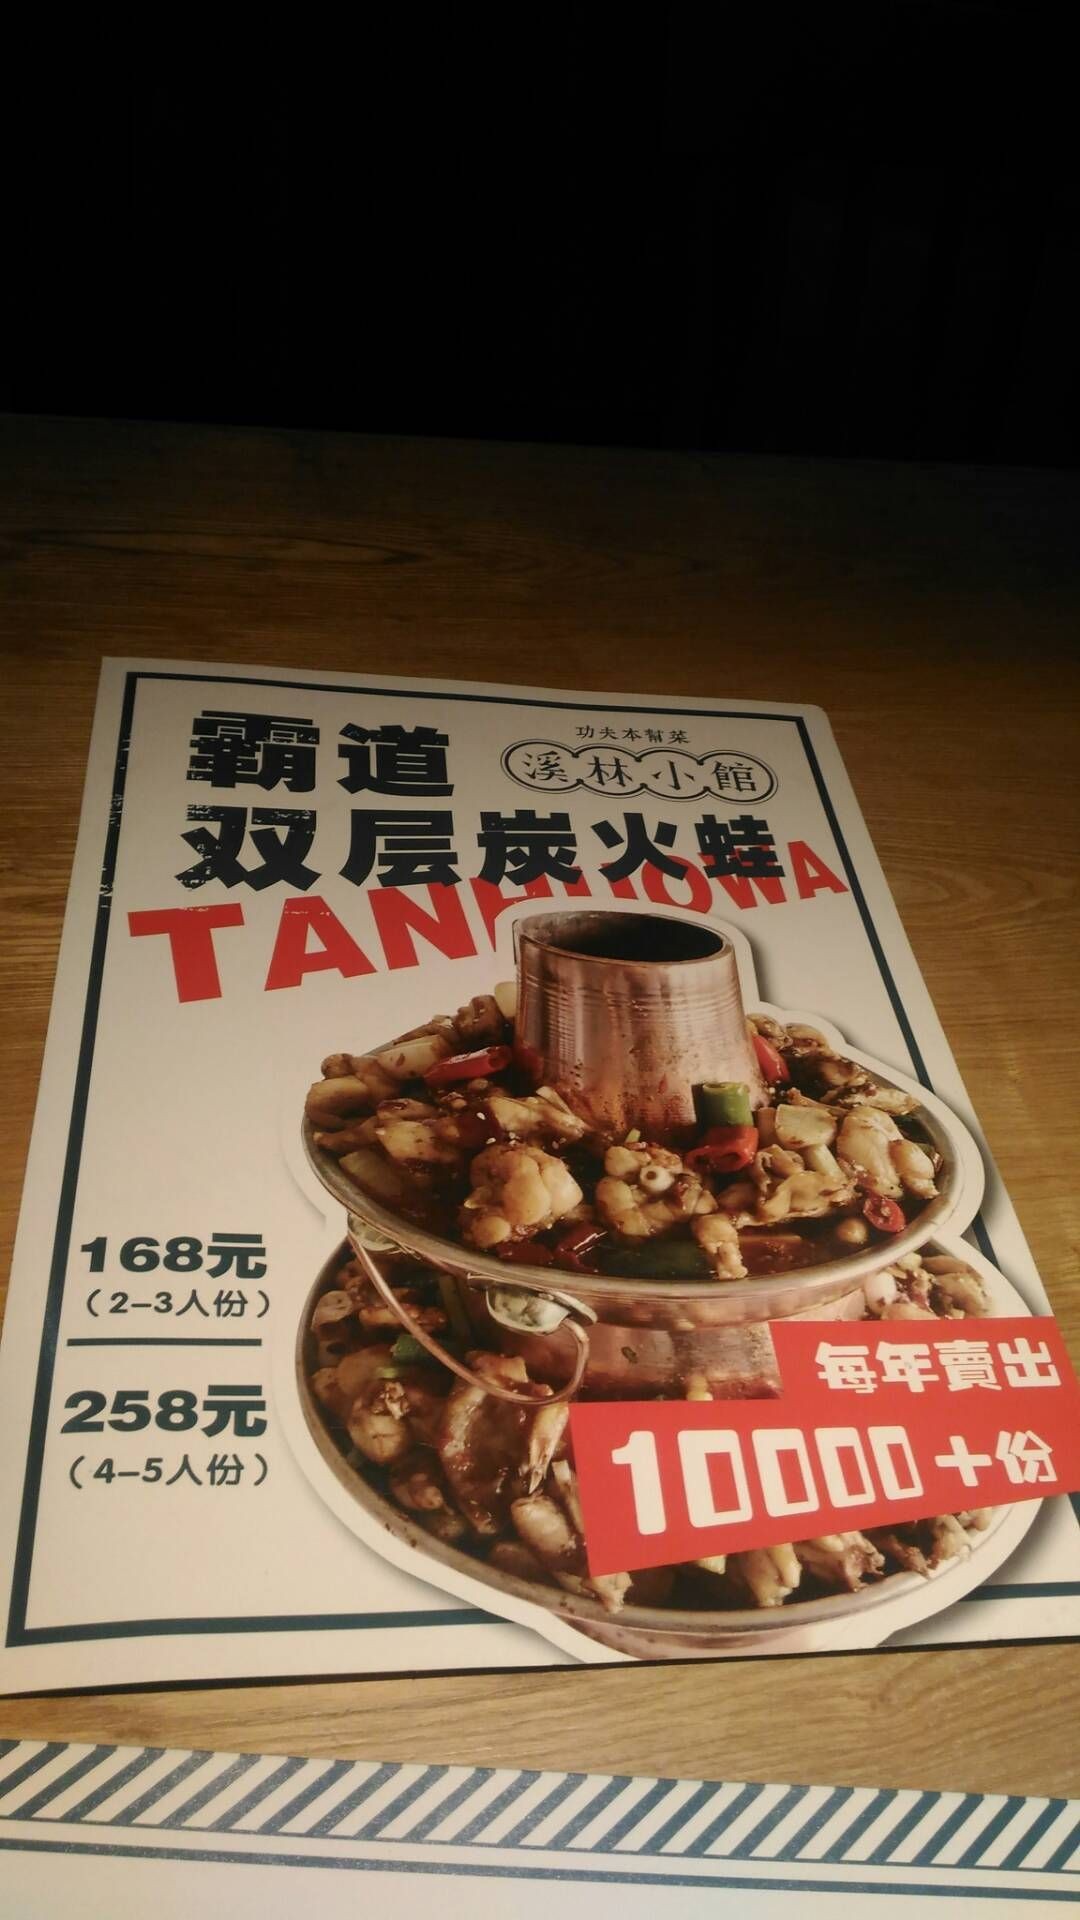 霸道
功夫本幫菜
溪林小館
双层炭火蛙
TANHUOWA
168元
（2-3人份）
258元
（4-5人份）
每年賣出
10000+份